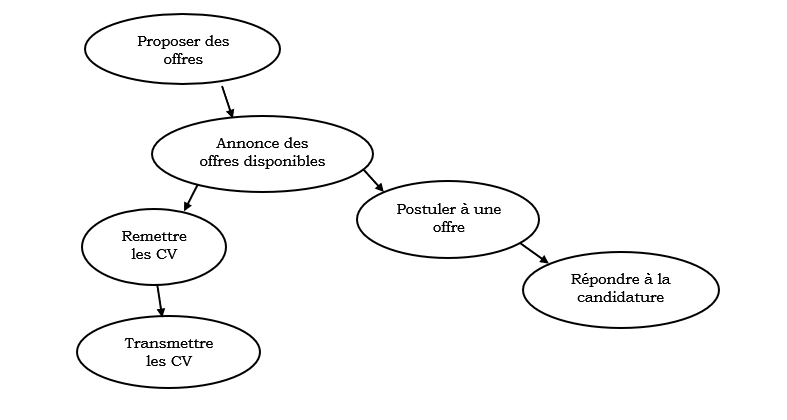 Proposer des
offres
Annonce des
offres disponibles
Postuler à une
offre
Remettre
les CV
Répondre à la
candidature
Transmettre
les CV